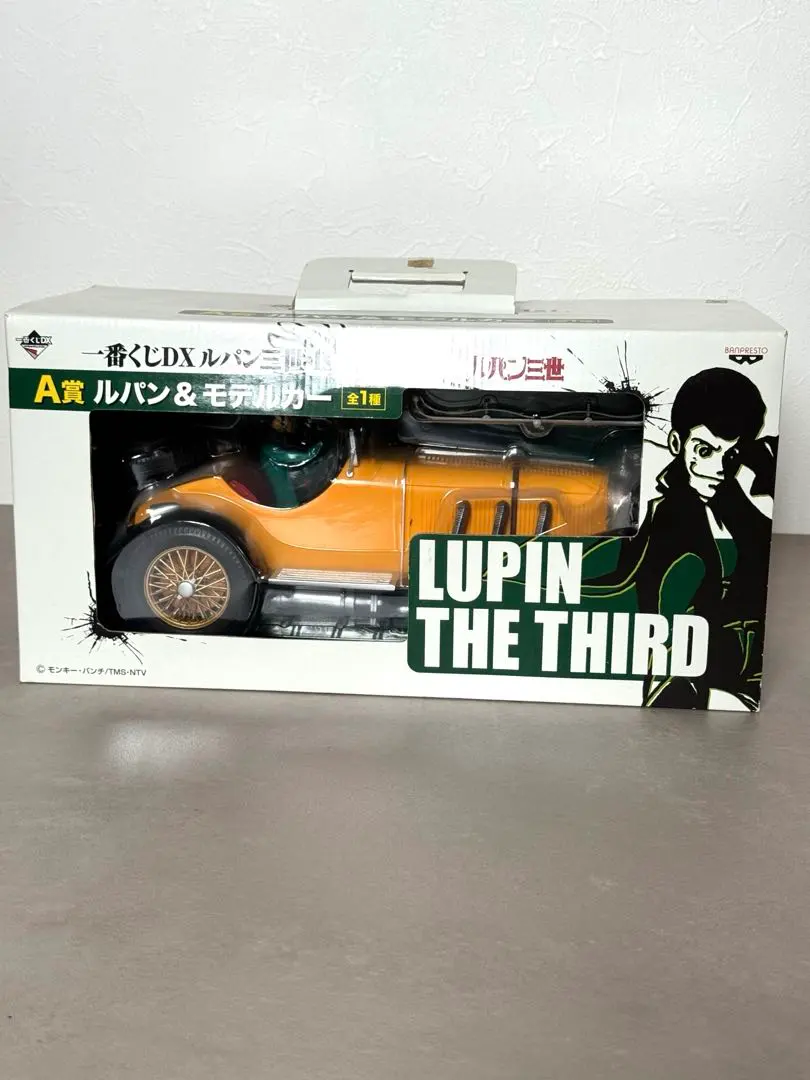 一番くじDX
一番くじDX ルパン三世
ルパン三世
BANPRESTO
A賞 ルパン&モデルカー 全1種
LUPIN
THE THIRD
© モンキー・パンチ/TMS・NTV